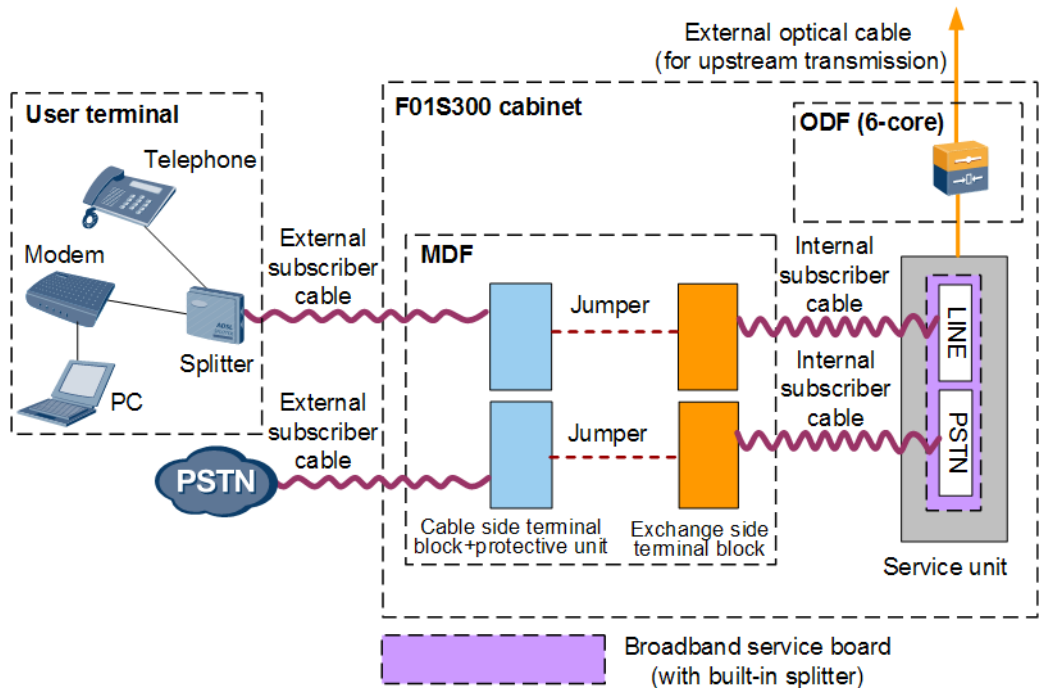 External optical cable
(for upstream transmission)
User terminal
F01S300 cabinet
ODF (6-core)
Telephone
Modem
External
subscriber
cable
MDF
Internal
subscriber
cable
Jumper
LINE
ADSL
Splitter
PC
External
subscriber
cable
Internal
subscriber
cable
Jumper
PSTN
PSTN
Cable side terminal
block+protective unit
Exchange side
terminal block
Service unit
Broadband service board
(with built-in splitter)